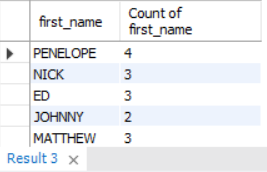 first_name Count of first_name
PENELOPE 4
NICK 3
ED 3
JOHNNY 2
MATTHEW 3
Result 3 ×